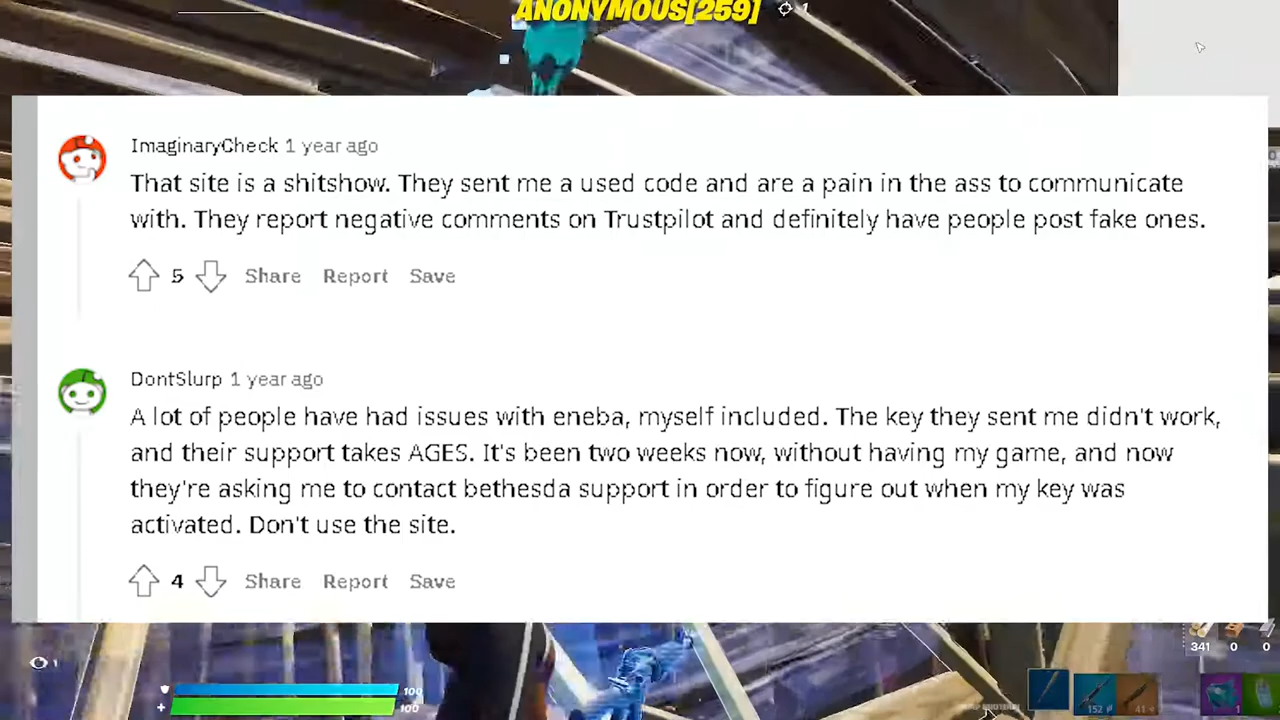 ANONYMOUS[259] 1
ImaginaryCheck 1 year ago
That site is a shitshow. They sent me a used code and are a pain in the ass to communicate
with. They report negative comments on Trustpilot and definitely have people post fake ones.
5 Share Report Save
DontSlurp 1 year ago
A lot of people have had issues with eneba, myself included. The key they sent me didn't work,
and their support takes AGES. It's been two weeks now, without having my game, and now
they're asking me to contact bethesda support in order to figure out when my key was
activated. Don't use the site.
4 Share Report Save
341 0 0
1
100
100
152 41 1